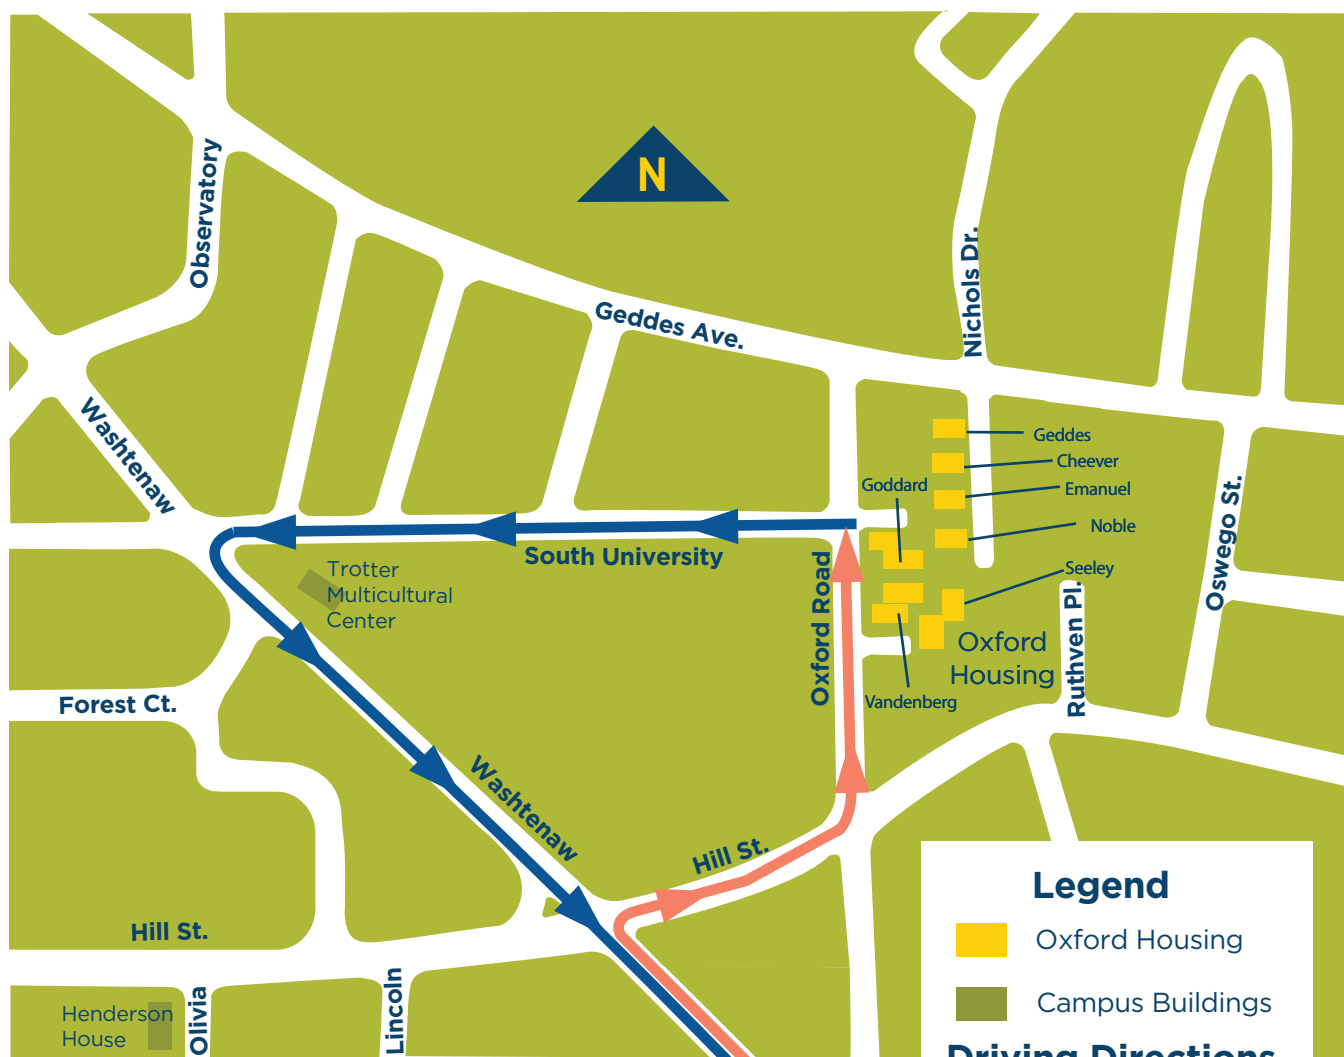 Observatory
N
Nichols Dr.
Geddes Ave.
Washtenaw
Geddes
Cheever
Goddard
Emanuel
Noble
Oswego St.
South University
Trotter
Multicultural
Center
Oxford Road
Seeley
Oxford
Housing
Ruthven Pl.
Vandenberg
Forest Ct.
Washtenaw
Hill St.
Legend
Oxford Housing
Hill St.
Campus Buildings
Henderson
House
Olivia
Lincoln
Driving Directions